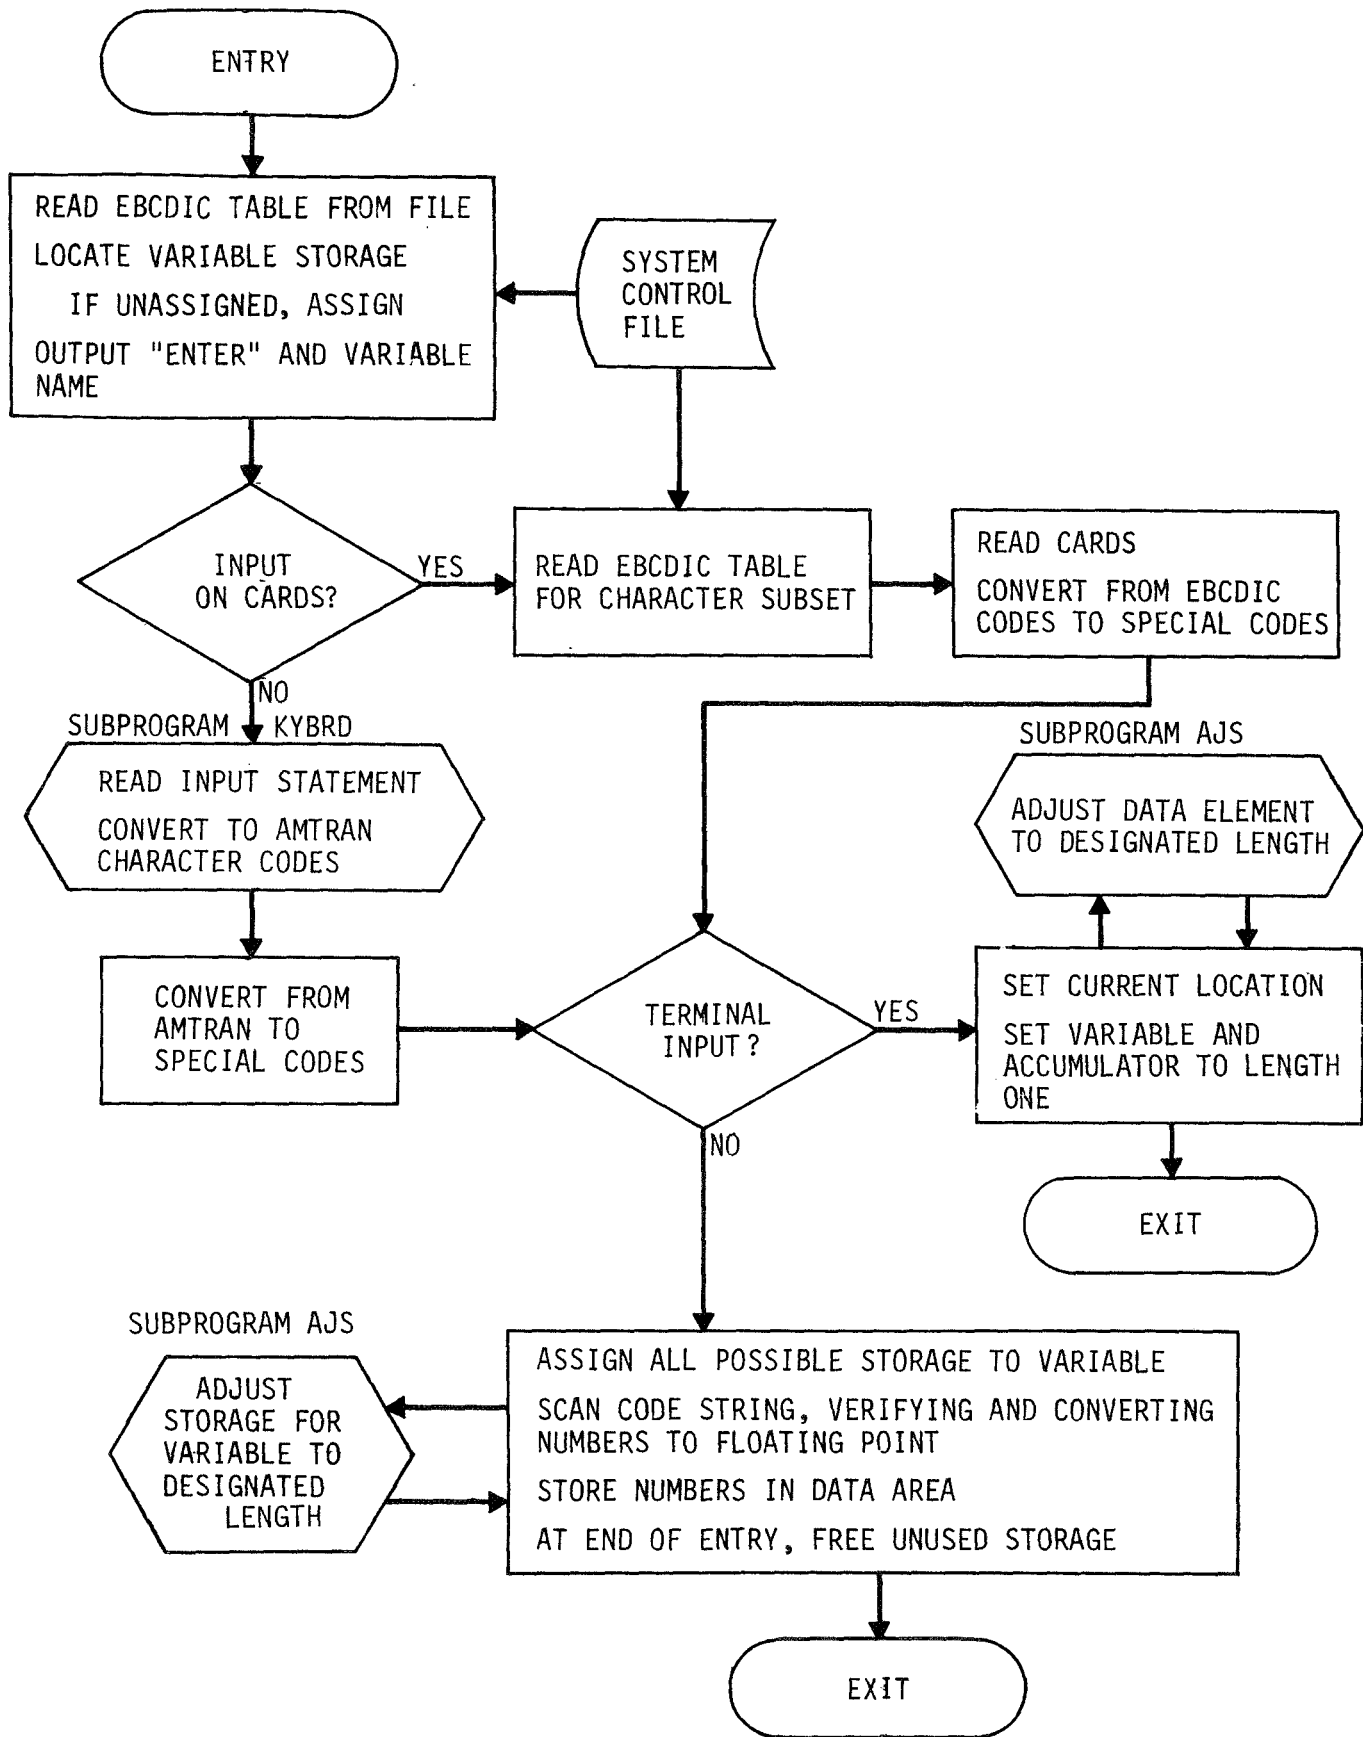 ENTRY
READ EBCDIC TABLE FROM FILE
LOCATE VARIABLE STORAGE
IF UNASSIGNED, ASSIGN
OUTPUT "ENTER" AND VARIABLE
NAME
SYSTEM
CONTROL
FILE
INPUT
ON CARDS?
YES
READ EBCDIC TABLE
FOR CHARACTER SUBSET
READ CARDS
CONVERT FROM EBCDIC
CODES TO SPECIAL CODES
NO
SUBPROGRAM KYBRD
READ INPUT STATEMENT
CONVERT TO AMTRAN
CHARACTER CODES
SUBPROGRAM AJS
ADJUST DATA ELEMENT
TO DESIGNATED LENGTH
CONVERT FROM
AMTRAN TO
SPECIAL CODES
TERMINAL
INPUT?
YES
SET CURRENT LOCATION
SET VARIABLE AND
ACCUMULATOR TO LENGTH
ONE
NO
EXIT
SUBPROGRAM AJS
ADJUST
STORAGE FOR
VARIABLE TO
DESIGNATED
LENGTH
ASSIGN ALL POSSIBLE STORAGE TO VARIABLE
SCAN CODE STRING, VERIFYING AND CONVERTING
NUMBERS TO FLOATING POINT
STORE NUMBERS IN DATA AREA
AT END OF ENTRY, FREE UNUSED STORAGE
EXIT